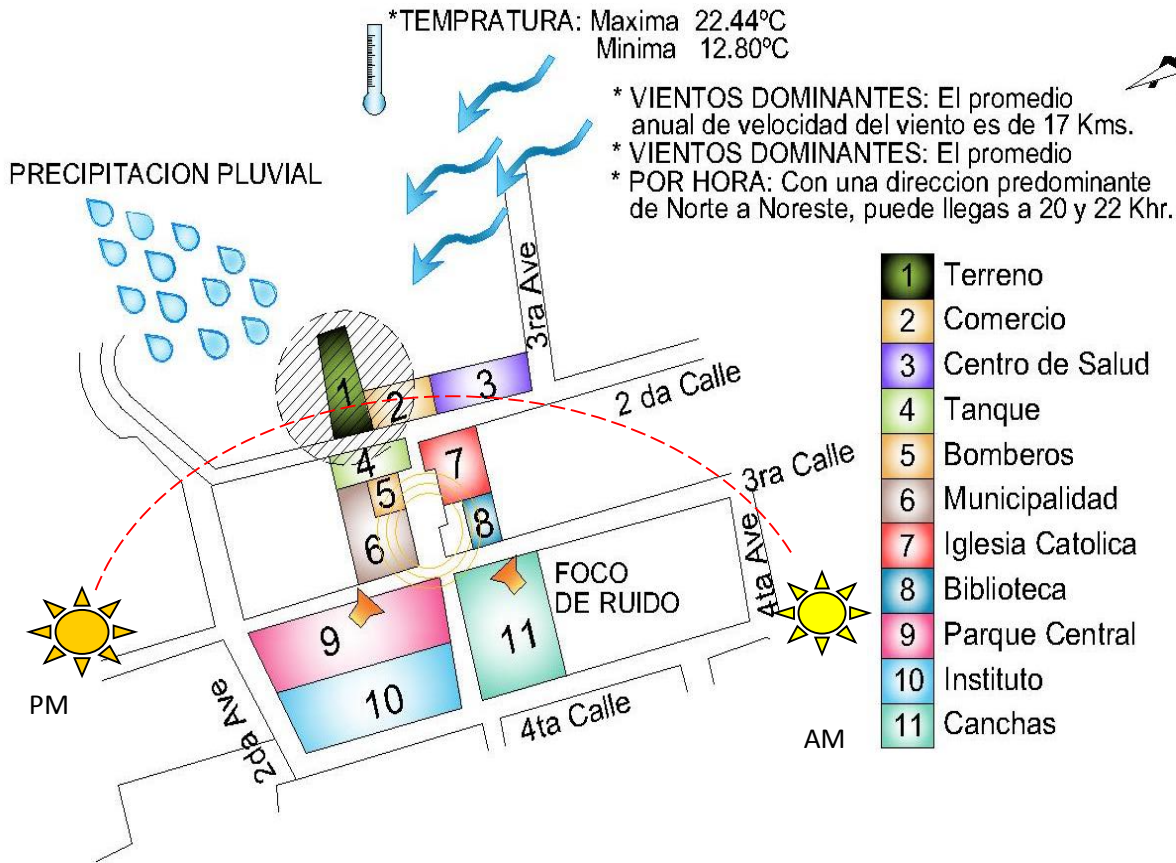 *TEMPRATURA: Maxima 22.44ºC
Minima 12.80ºC
* VIENTOS DOMINANTES: El promedio
anual de velocidad del viento es de 17 Kms.
* VIENTOS DOMINANTES: El promedio
* POR HORA: Con una direccion predominante
de Norte a Noreste, puede llegas a 20 y 22 Khr.
PRECIPITACION PLUVIAL
3ra Ave
2 da Calle
3ra Calle
4ta Ave
4ta Calle
2da Ave
1
2
3
4
5
6
7
8
9
10
11
FOCO
DE RUIDO
PM
AM
1 Terreno
2 Comercio
3 Centro de Salud
4 Tanque
5 Bomberos
6 Municipalidad
7 Iglesia Catolica
8 Biblioteca
9 Parque Central
10 Instituto
11 Canchas